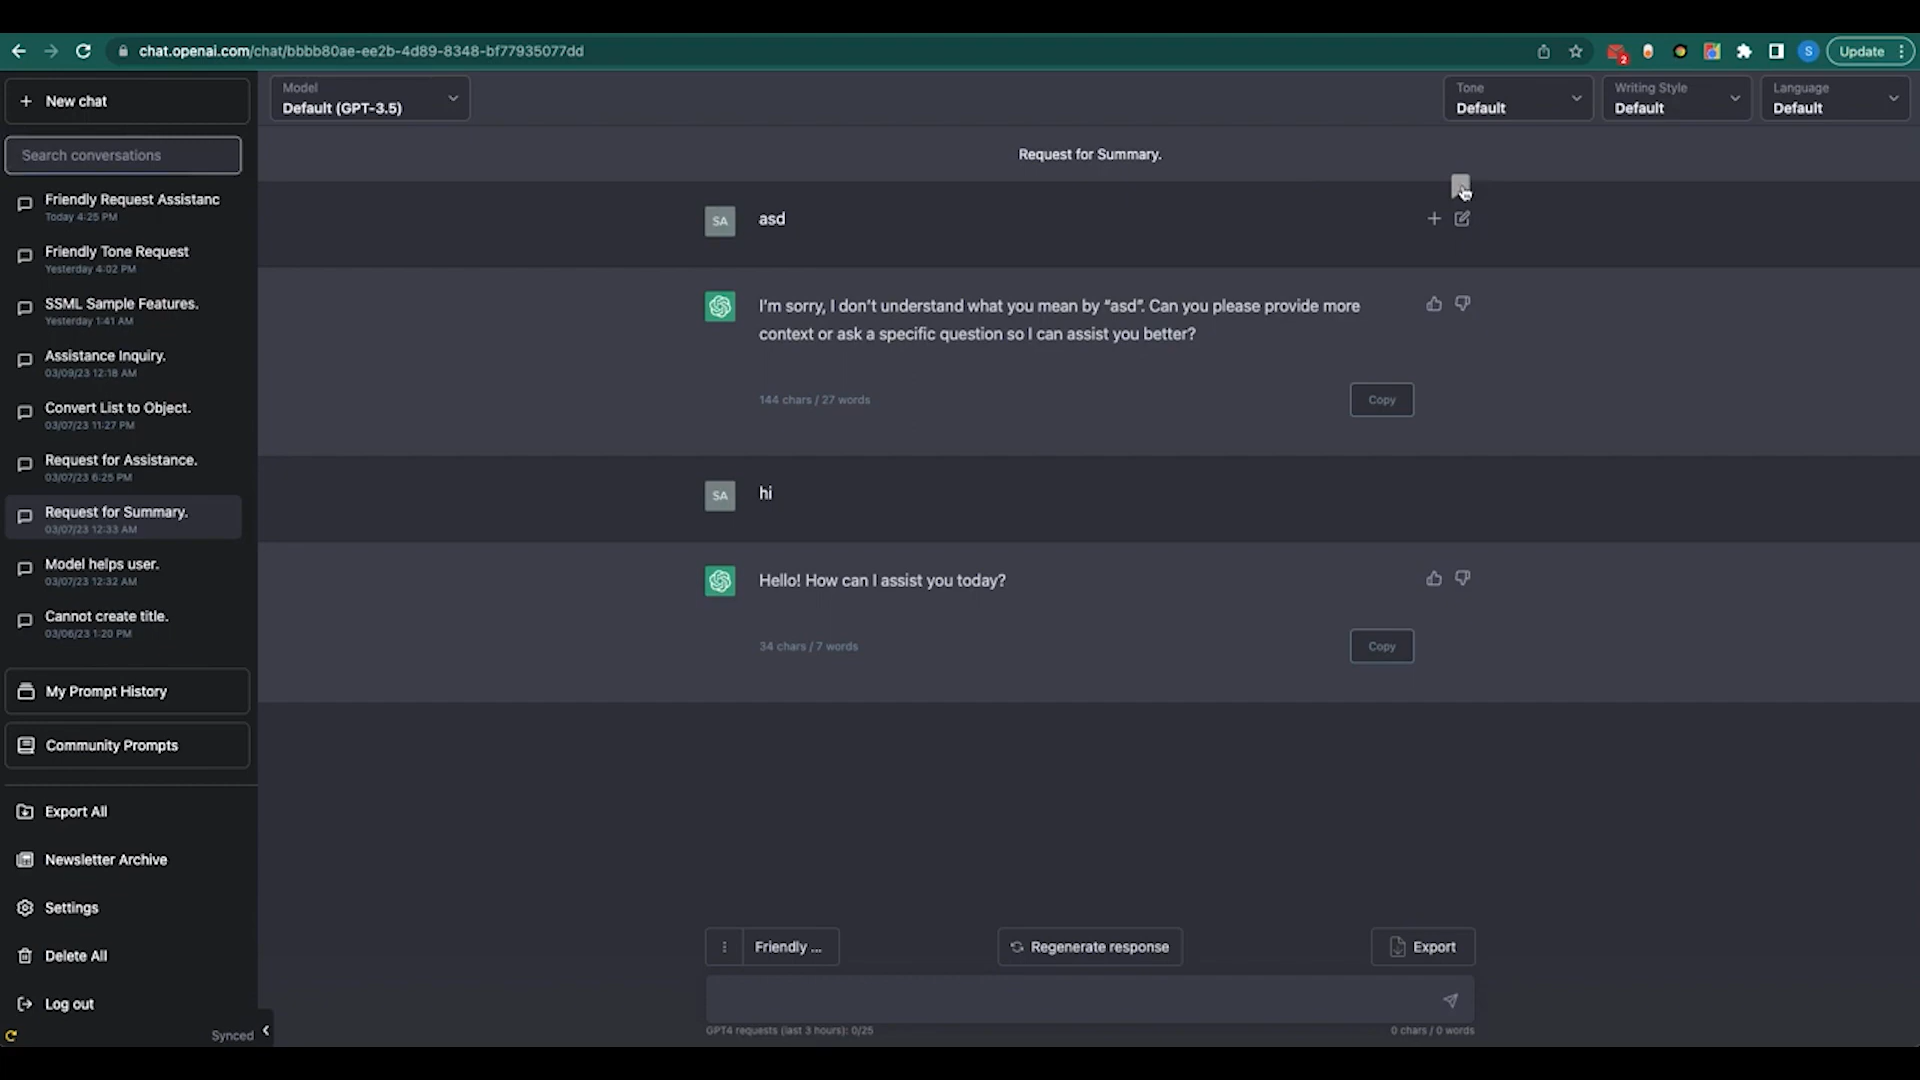 chat.openai.com/chat/bbbb80ae-ee2b-4d89-8348-bf77935077dd
2
S
Update
New chat
Model
Default (GPT-3.5)
Tone
Default
Writing Style
Default
Language
Default
Search conversations
Request for Summary.
Friendly Request Assistanc
Today 4:25 PM
Friendly Tone Request
Yesterday 4:02 PM
SSML Sample Features.
Yesterday 1:41 AM
Assistance Inquiry.
03/09/23 12:18 AM
Convert List to Object.
03/07/23 11:27 PM
Request for Assistance.
03/07/23 6:25 PM
Request for Summary.
03/07/23 12:33 AM
Model helps user.
03/07/23 12:32 AM
Cannot create title.
03/06/23 1:20 PM
My Prompt History
Community Prompts
Export All
Newsletter Archive
Settings
Delete All
Log out
Synced
SA
asd
I'm sorry, I don't understand what you mean by “asd”. Can you please provide more
context or ask a specific question so I can assist you better?
144 chars / 27 words
Copy
SA
hi
Hello! How can I assist you today?
34 chars / 7 words
Copy
Friendly ...
Regenerate response
Export
GPT4 requests (last 3 hours): 0/25
0 chars / 0 words